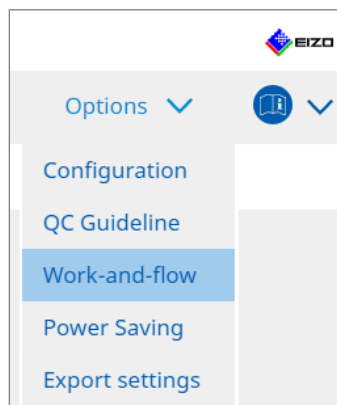 EIZO
Options
Configuration
QC Guideline
Work-and-flow
Power Saving
Export settings